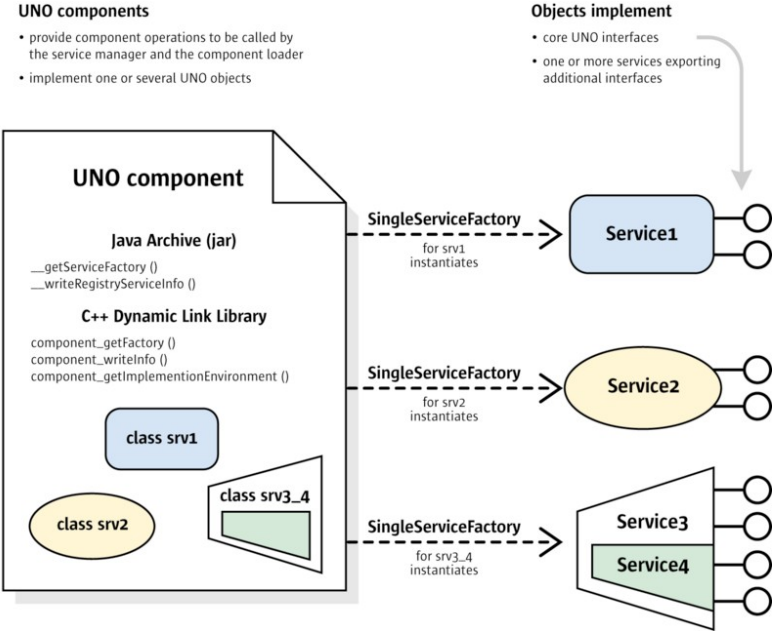 UNO components
• provide component operations to be called by
the service manager and the component loader
• implement one or several UNO objects
Objects implement
• core UNO interfaces
• one or more services exporting
additional interfaces
UNO component
Java Archive (jar)
__getServiceFactory ()
__writeRegistryServiceInfo ()
C++ Dynamic Link Library
component_getFactory ()
component_writeInfo ()
component_getImplemention​Environment ()
class srv1
class srv2
class srv3_4
SingleServiceFactory
for srv1
instantiates
Service1
SingleServiceFactory
for srv2
instantiates
Service2
SingleServiceFactory
for srv3_4
instantiates
Service3
Service4